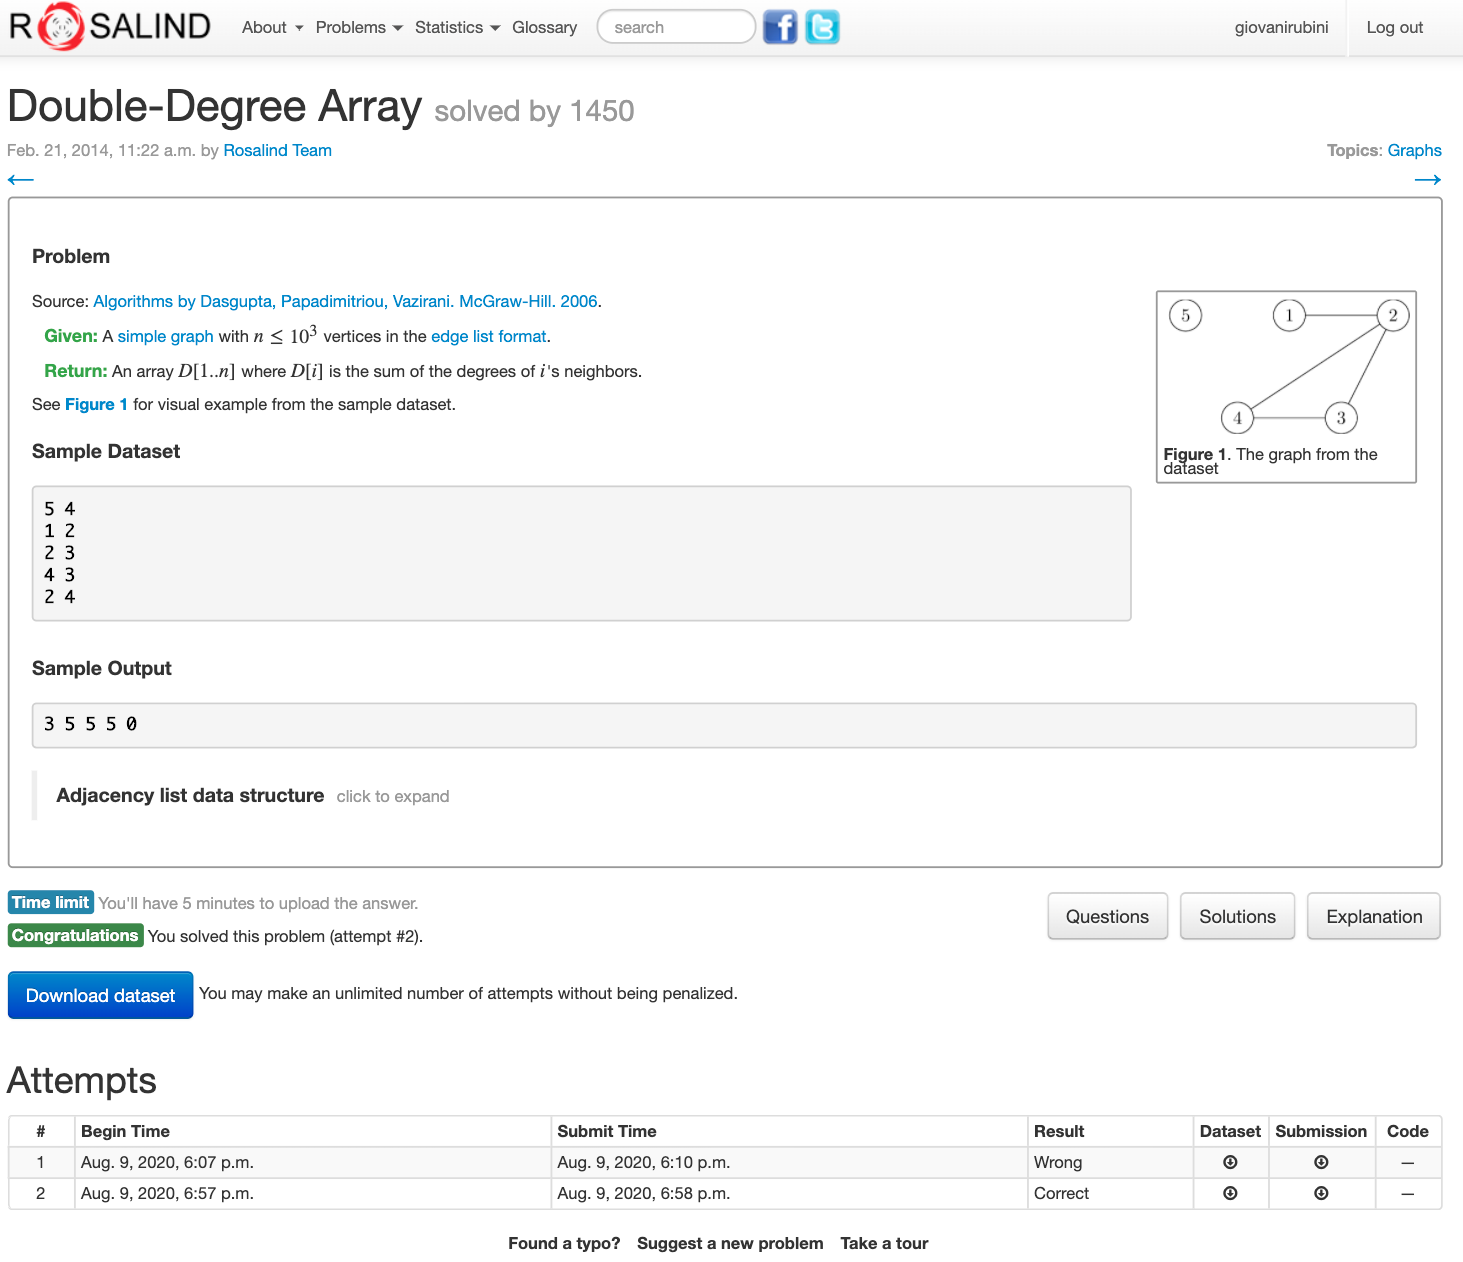 ROSALIND About Problems Statistics Glossary search giovanirubini Log out
Double-Degree Array solved by 1450
Feb. 21, 2014, 11:22 a.m. by Rosalind Team
Topics: Graphs
← →
Problem
Source: Algorithms by Dasgupta, Papadimitriou, Vazirani. McGraw-Hill. 2006.
Given: A simple graph with n ≤ 10³ vertices in the edge list format.
Return: An array D[1..n] where D[i] is the sum of the degrees of i's neighbors.
See Figure 1 for visual example from the sample dataset.
5 1 2
4 3
Figure 1. The graph from the
dataset
Sample Dataset
5 4
1 2
2 3
4 3
2 4
Sample Output
3 5 5 5 0
Adjacency list data structure click to expand
Time limit You'll have 5 minutes to upload the answer.
Congratulations You solved this problem (attempt #2).
Questions Solutions Explanation
Download dataset You may make an unlimited number of attempts without being penalized.
Attempts
# Begin Time Submit Time Result Dataset Submission Code
1 Aug. 9, 2020, 6:07 p.m. Aug. 9, 2020, 6:10 p.m. Wrong —
2 Aug. 9, 2020, 6:57 p.m. Aug. 9, 2020, 6:58 p.m. Correct —
Found a typo? Suggest a new problem Take a tour